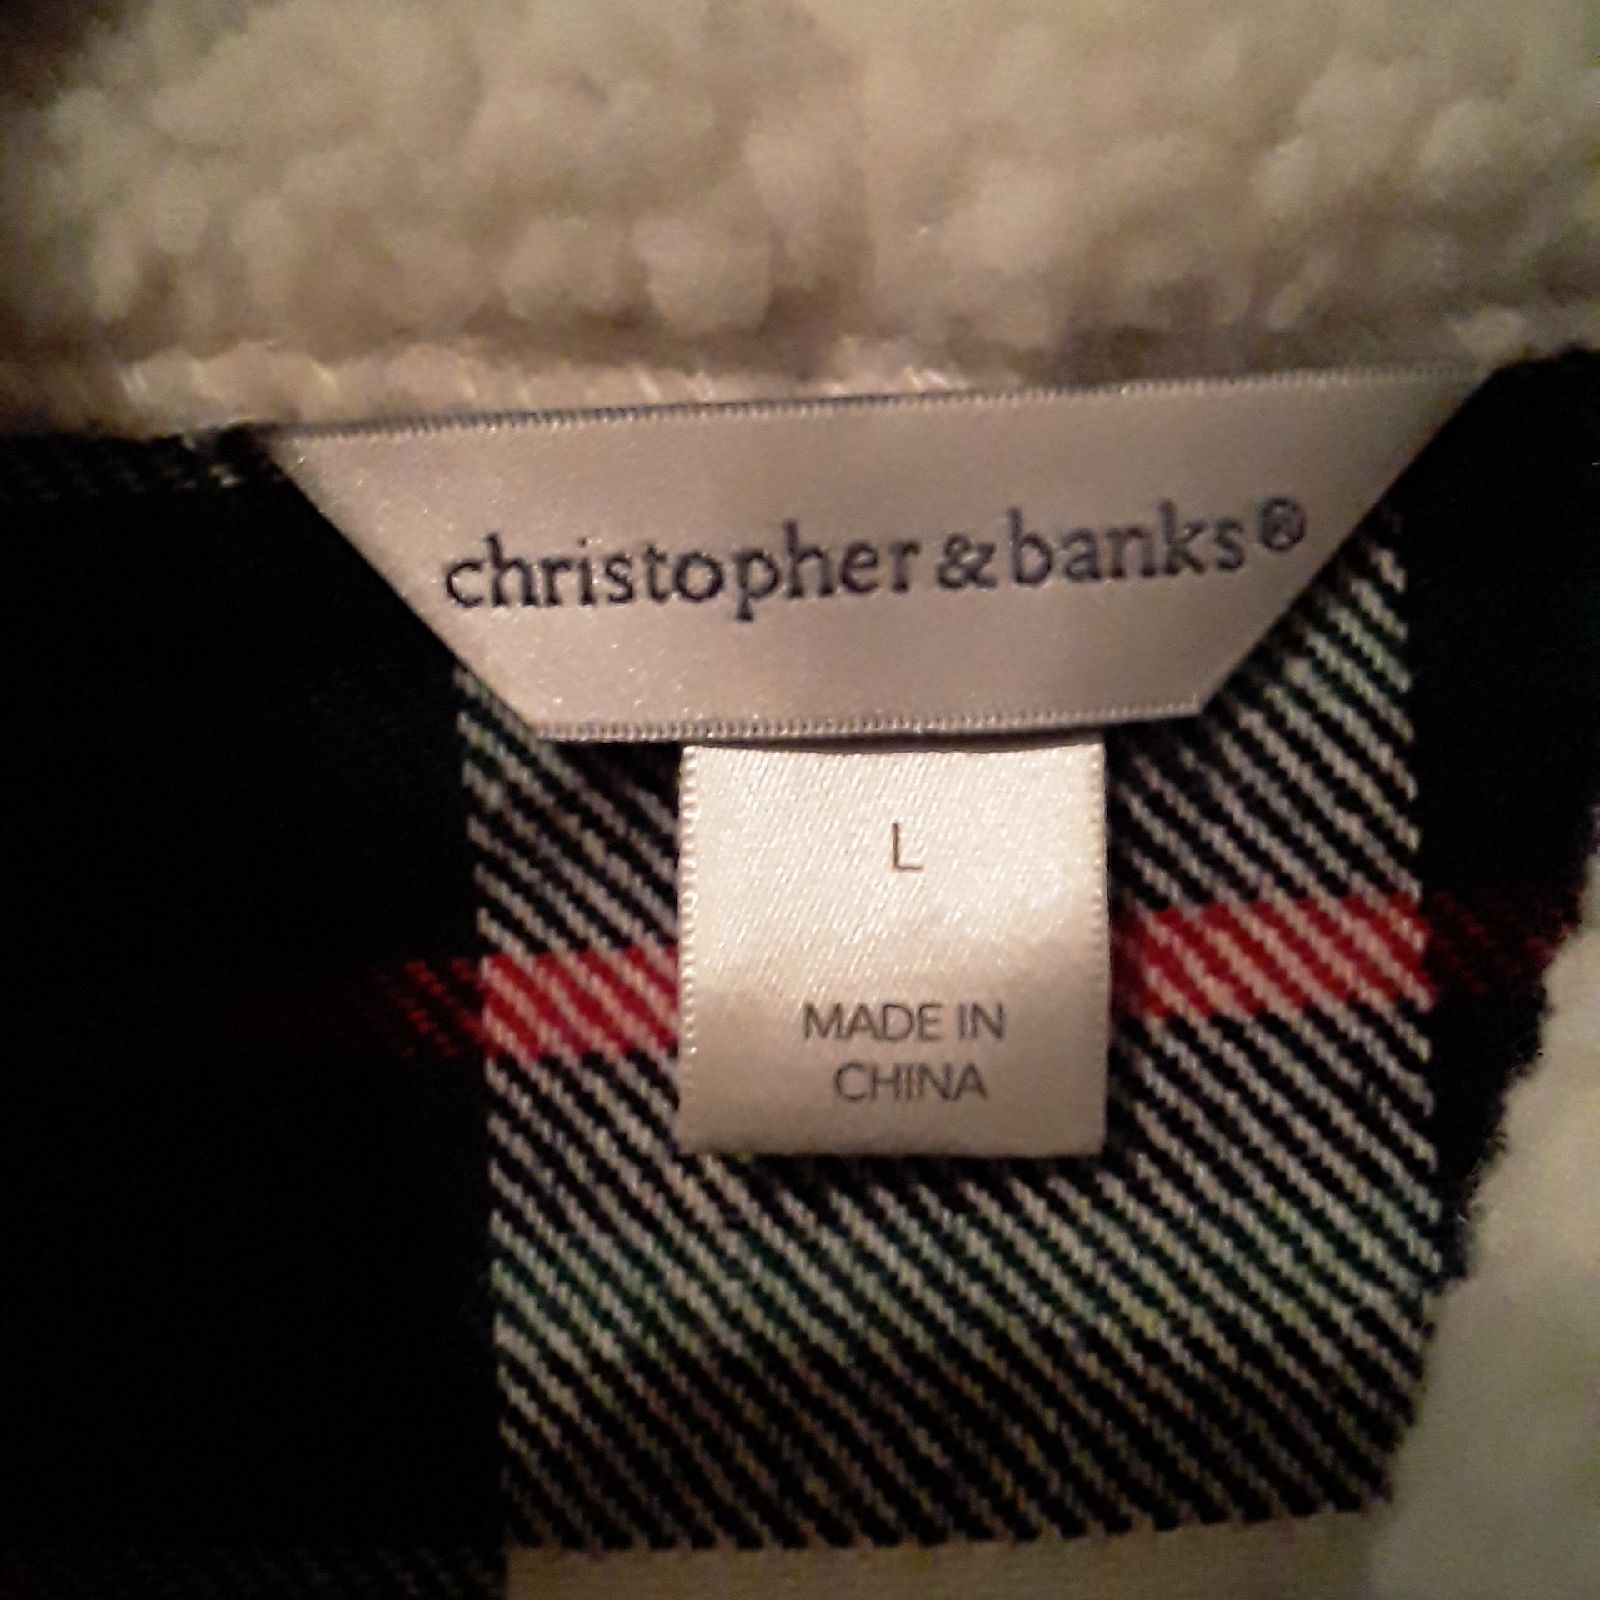 christopher & banks®
L
MADE IN
CHINA